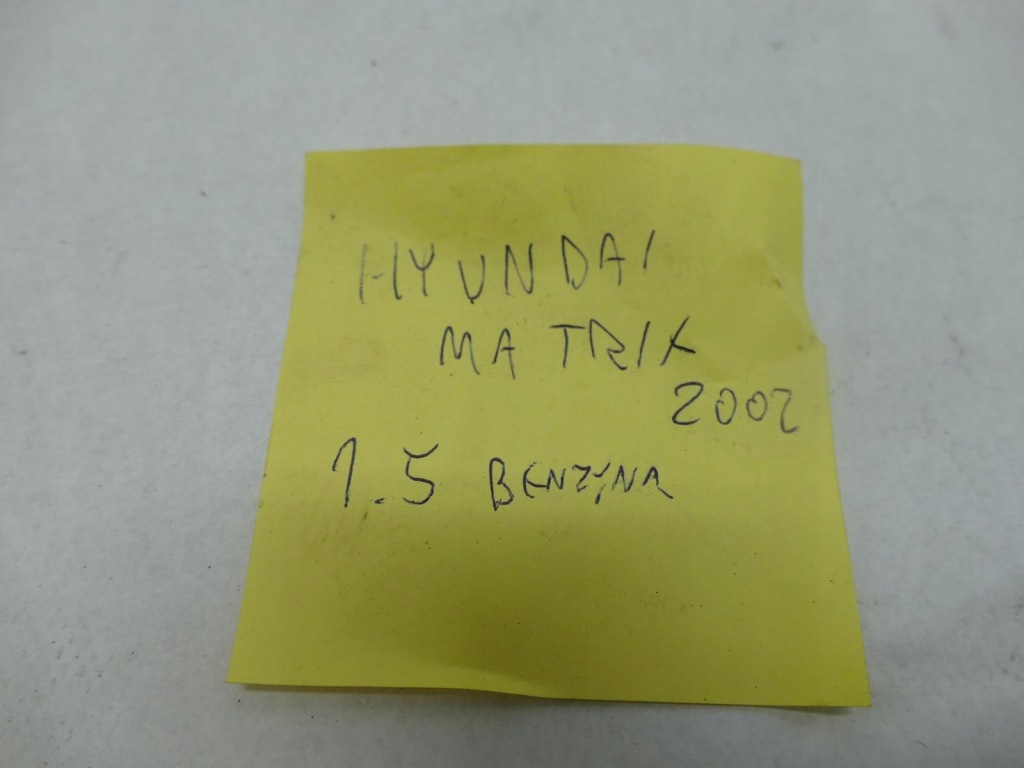 HYUNDAI
MATRIX
2002
1.5 BENZYNA